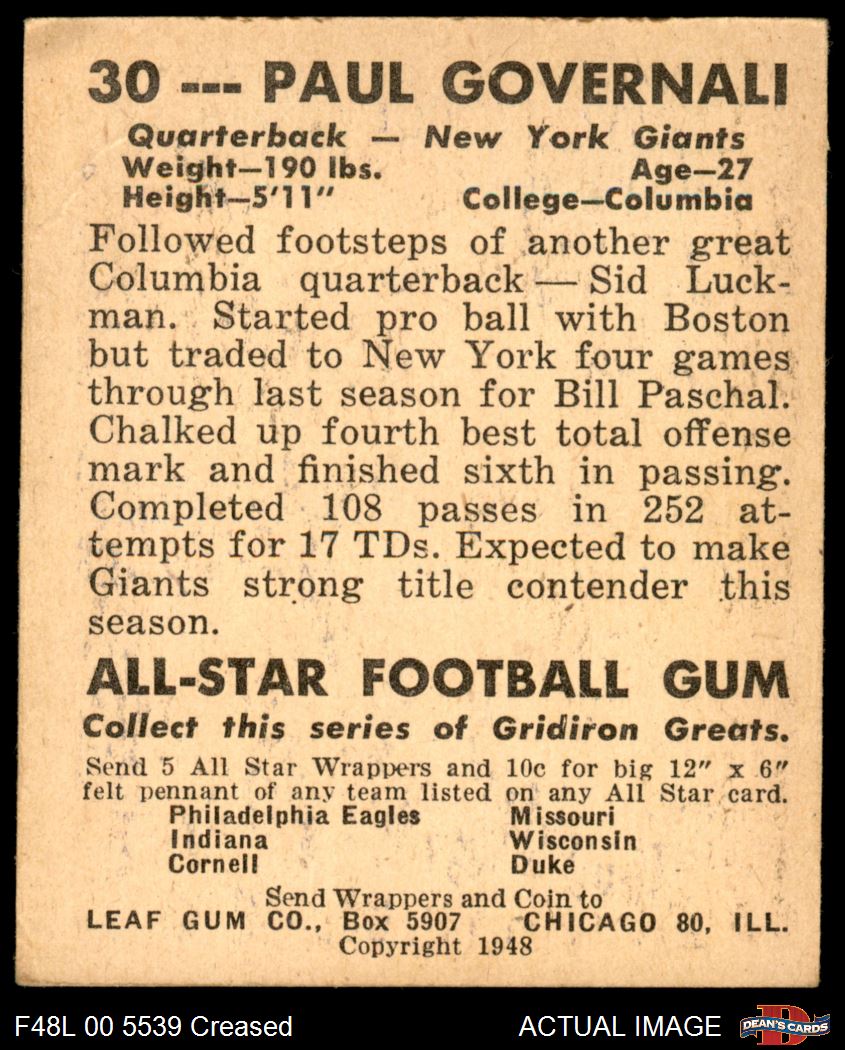 30 --- PAUL GOVERNALI
Quarterback — New York Giants
Weight—190 lbs. Age—27
Height—5'11" College—Columbia
Followed footsteps of another great
Columbia quarterback — Sid Luck-
man. Started pro ball with Boston
but traded to New York four games
through last season for Bill Paschal.
Chalked up fourth best total offense
mark and finished sixth in passing.
Completed 108 passes in 252 at-
tempts for 17 TDs. Expected to make
Giants strong title contender this
season.
ALL-STAR FOOTBALL GUM
Collect this series of Gridiron Greats.
Send 5 All Star Wrappers and 10c for big 12" x 6"
felt pennant of any team listed on any All Star card.
Philadelphia Eagles Missouri
Indiana Wisconsin
Cornell Duke
Send Wrappers and Coin to
LEAF GUM CO., Box 5907 CHICAGO 80, ILL.
Copyright 1948
F48L 00 5539 Creased ACTUAL IMAGE D DEAN'S CARDS